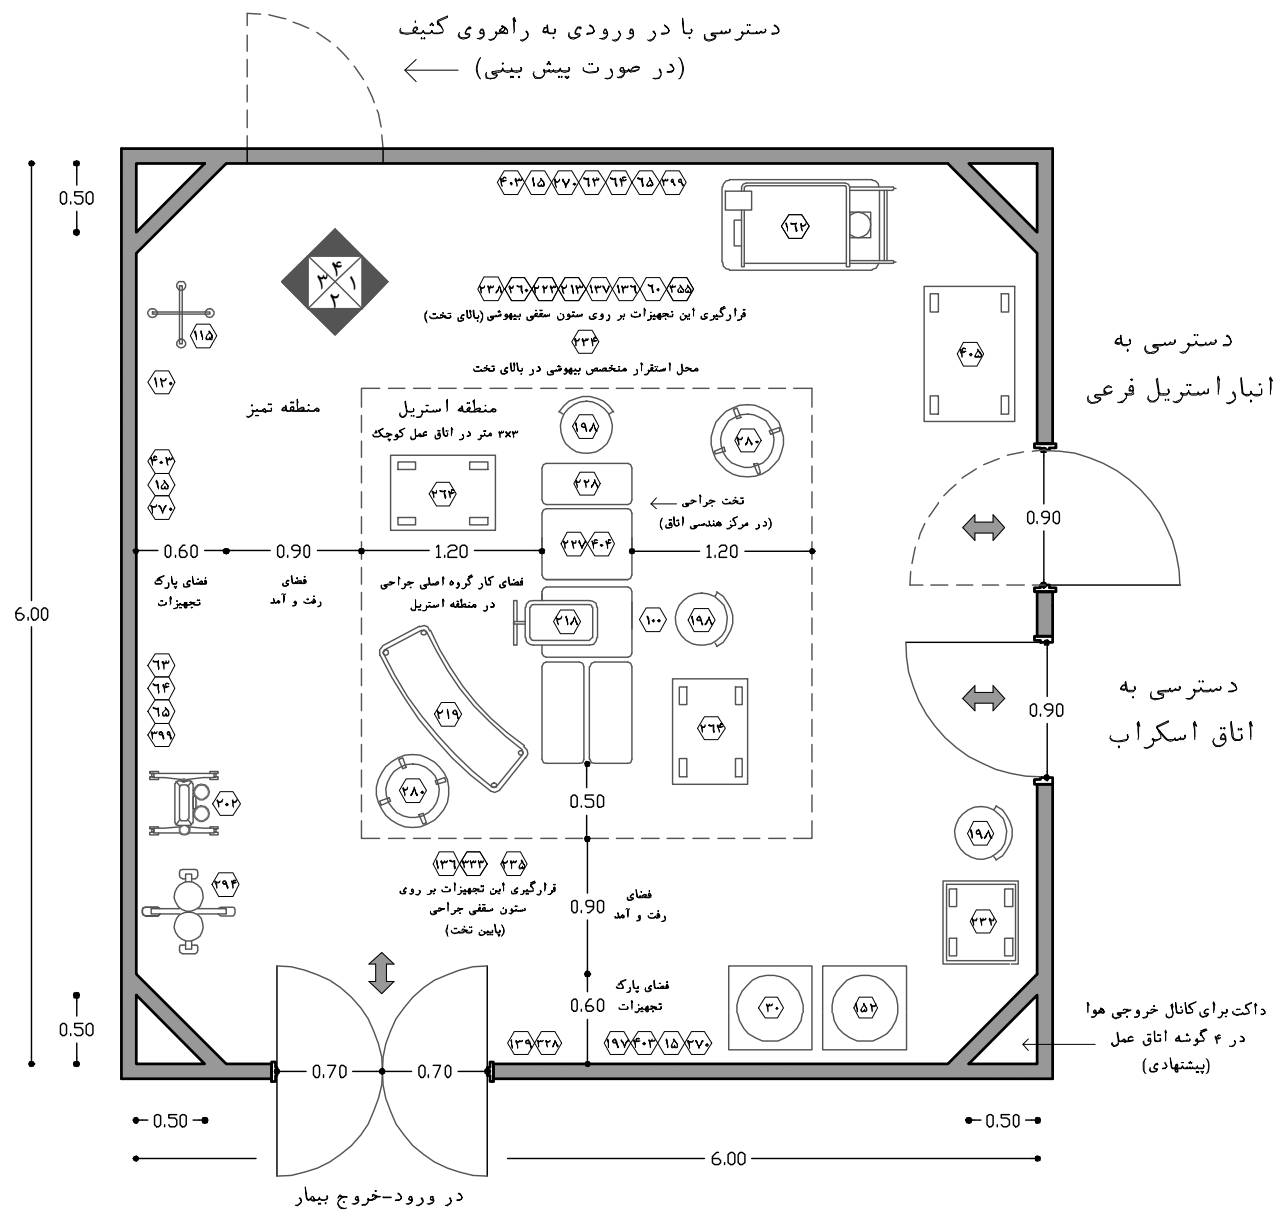 دسترسی با در ورودی به راهروی کثیف
(در صورت پیش بینی)
0.50
۴۰۳ ۱۵ ۲۷۰ ۶۳ ۶۴ ۶۵ ۳۹۹
۱۶۲
۴
۳ ۱
۲
۲۳۸ ۲۶۰ ۲۲۳ ۲۱۳ ۱۳۷ ۱۳۶ ۶۰ ۳۵۵
قرارگیری این تجهیزات بر روی ستون سقفی بیهوشی (بالای تخت)
۲۳۴
محل استقرار متخصص بیهوشی در بالای تخت
۱۱۵
۱۲۰
۴۰۵
دسترسی به
انبار استریل فرعی
منطقه تمیز
منطقه استریل
۳×۳ متر در اتاق عمل کوچک
۱۹۸
۲۸۰
۴۰۳
۱۵
۲۷۰
۲۶۴
۲۲۸
تخت جراحی
(در مرکز هندسی اتاق)
۲۲۷ ۴۰۴
0.90
0.60
0.90
1.20
1.20
فضای پارک
تجهیزات
فضای
رفت و آمد
فضای کار گروه اصلی جراحی
در منطقه استریل
6.00
۲۱۸
۱۰۰
۱۹۸
۶۳
۶۴
۶۵
۳۹۹
۲۱۹
۲۶۴
0.90
دسترسی به
اتاق اسکراب
۲۰۲
۲۸۰
0.50
۱۹۸
۱۳۶ ۳۳۳ ۲۳۵
قرارگیری این تجهیزات بر روی
ستون سقفی جراحی
(پایین تخت)
۲۹۴
0.90
فضای
رفت و آمد
۲۳۲
0.60
فضای پارک
تجهیزات
۳۰
۱۵۲
داکت برای کانال خروجی هوا
در ۴ گوشه اتاق عمل
(پیشنهادی)
0.50
۱۳۹ ۳۲۸
۱۹۷ ۴۰۳ ۱۵ ۲۷۰
0.70
0.70
0.50
0.50
6.00
در ورود-خروج بیمار